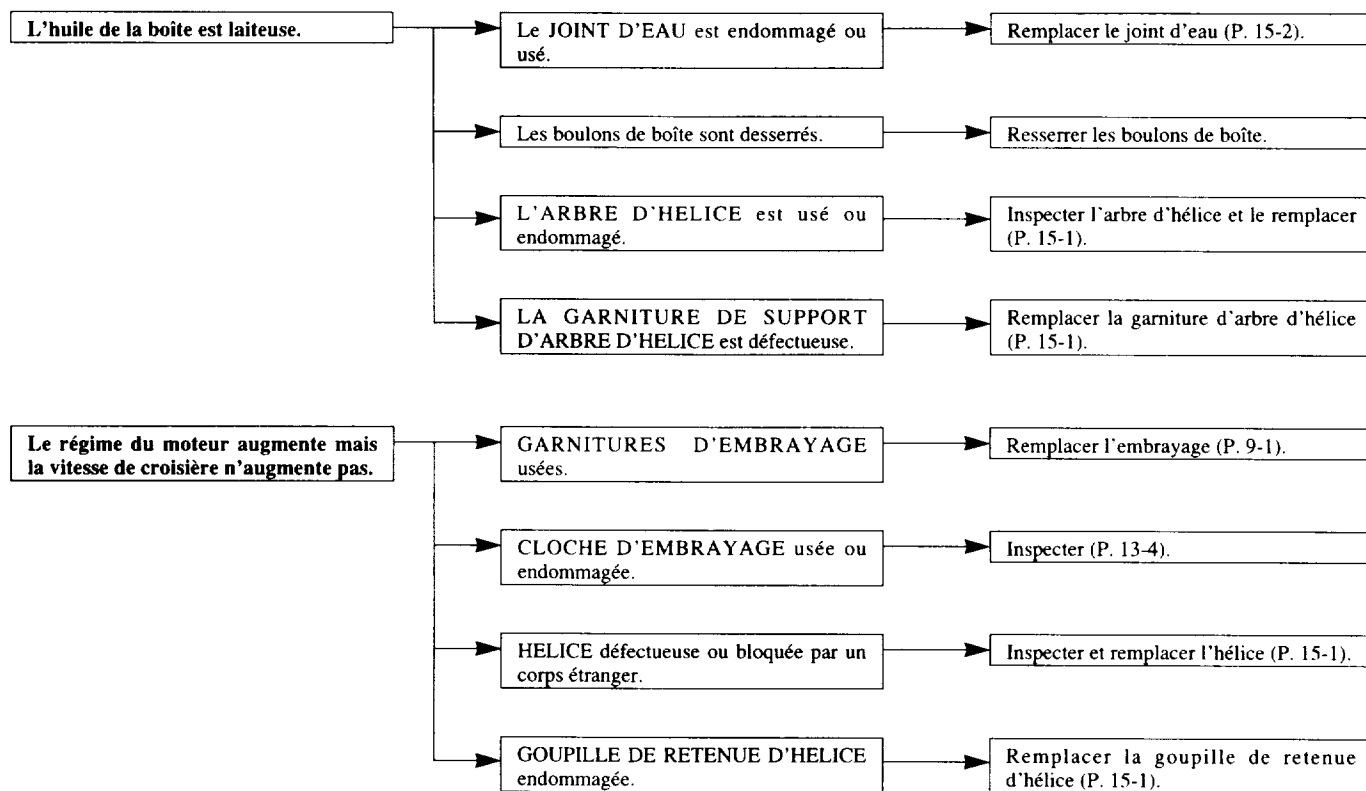 L'huile de la boîte est laiteuse.
Le JOINT D'EAU est endommagé ou
usé.
Remplacer le joint d'eau (P. 15-2).
Les boulons de boîte sont desserrés.
Resserrer les boulons de boîte.
L'ARBRE D'HELICE est usé ou
endommagé.
Inspecter l'arbre d'hélice et le remplacer
(P. 15-1).
LA GARNITURE DE SUPPORT
D'ARBRE D'HELICE est défectueuse.
Remplacer la garniture d'arbre d'hélice
(P. 15-1).
Le régime du moteur augmente mais
la vitesse de croisière n'augmente pas.
GARNITURES D'EMBRAYAGE
usées.
Remplacer l'embrayage (P. 9-1).
CLOCHE D'EMBRAYAGE usée ou
endommagée.
Inspecter (P. 13-4).
HELICE défectueuse ou bloquée par un
corps étranger.
Inspecter et remplacer l'hélice (P. 15-1).
GOUPILLE DE RETENUE D'HELICE
endommagée.
Remplacer la goupille de retenue
d'hélice (P. 15-1).